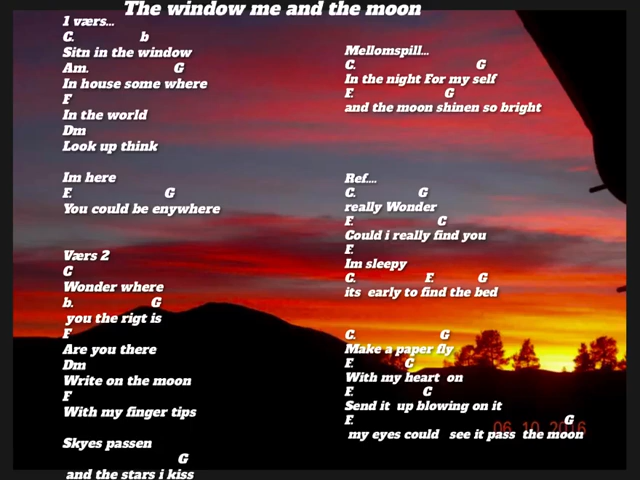 The window me and the moon
1 værs...
C. b
Sitn in the window
Am. G
In house some where
F
In the world
Dm
Look up think
Im here
F. G
You could be enywhere
Værs 2
C
Wonder where
b. G
you the rigt is
F
Are you there
Dm
Write on the moon
F
With my finger tips
Skyes passen
G
and the stars i kiss
Mellomspill...
C. G
In the night For my self
F. G
and the moon shinen so bright
Ref....
C. G
really Wonder
F. C
Could i really find you
F.
Im sleepy
C. F. G
its early to find the bed
C. G
Make a paper fly
F. C
With my heart on
F. C
Send it up blowing on it
F. G
my eyes could see it pass the moon
06 10 2016